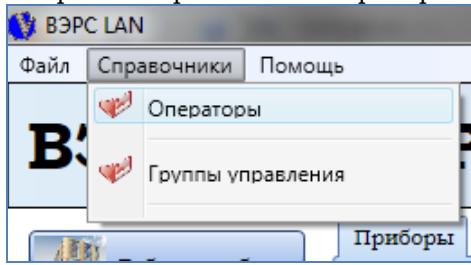 ВЭРС LAN
Файл Справочники Помощь
Операторы
Группы управления
Приборы